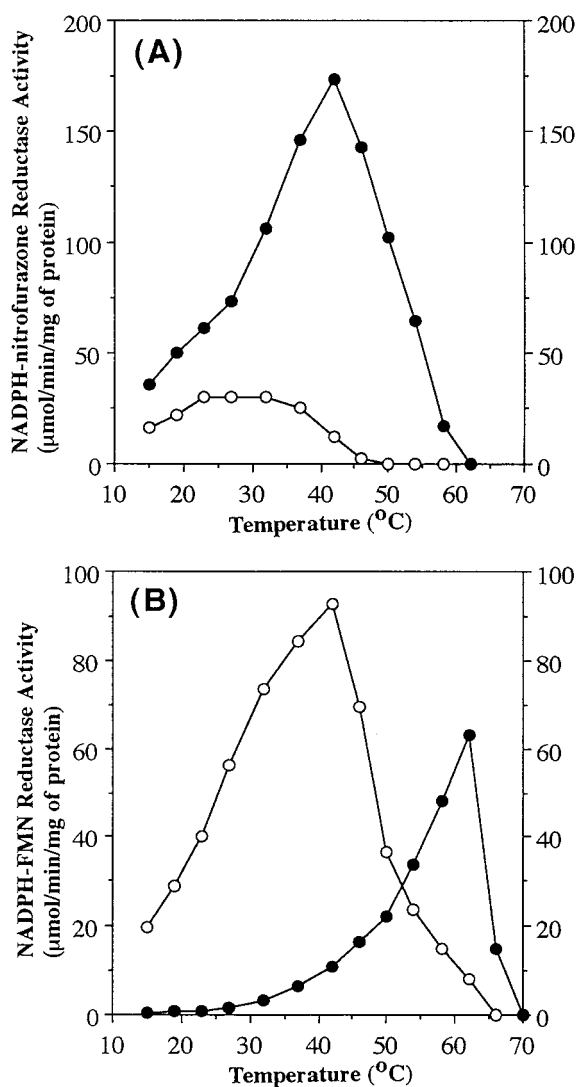 (A)
NADPH-nitrofurazone Reductase Activity
(µmol/min/mg of protein)
200
150
100
50
0
200
150
100
50
0
10 20 30 40 50 60 70
Temperature (°C)
(B)
NADPH-FMN Reductase Activity
(µmol/min/mg of protein)
100
80
60
40
20
0
100
80
60
40
20
0
10 20 30 40 50 60 70
Temperature (°C)